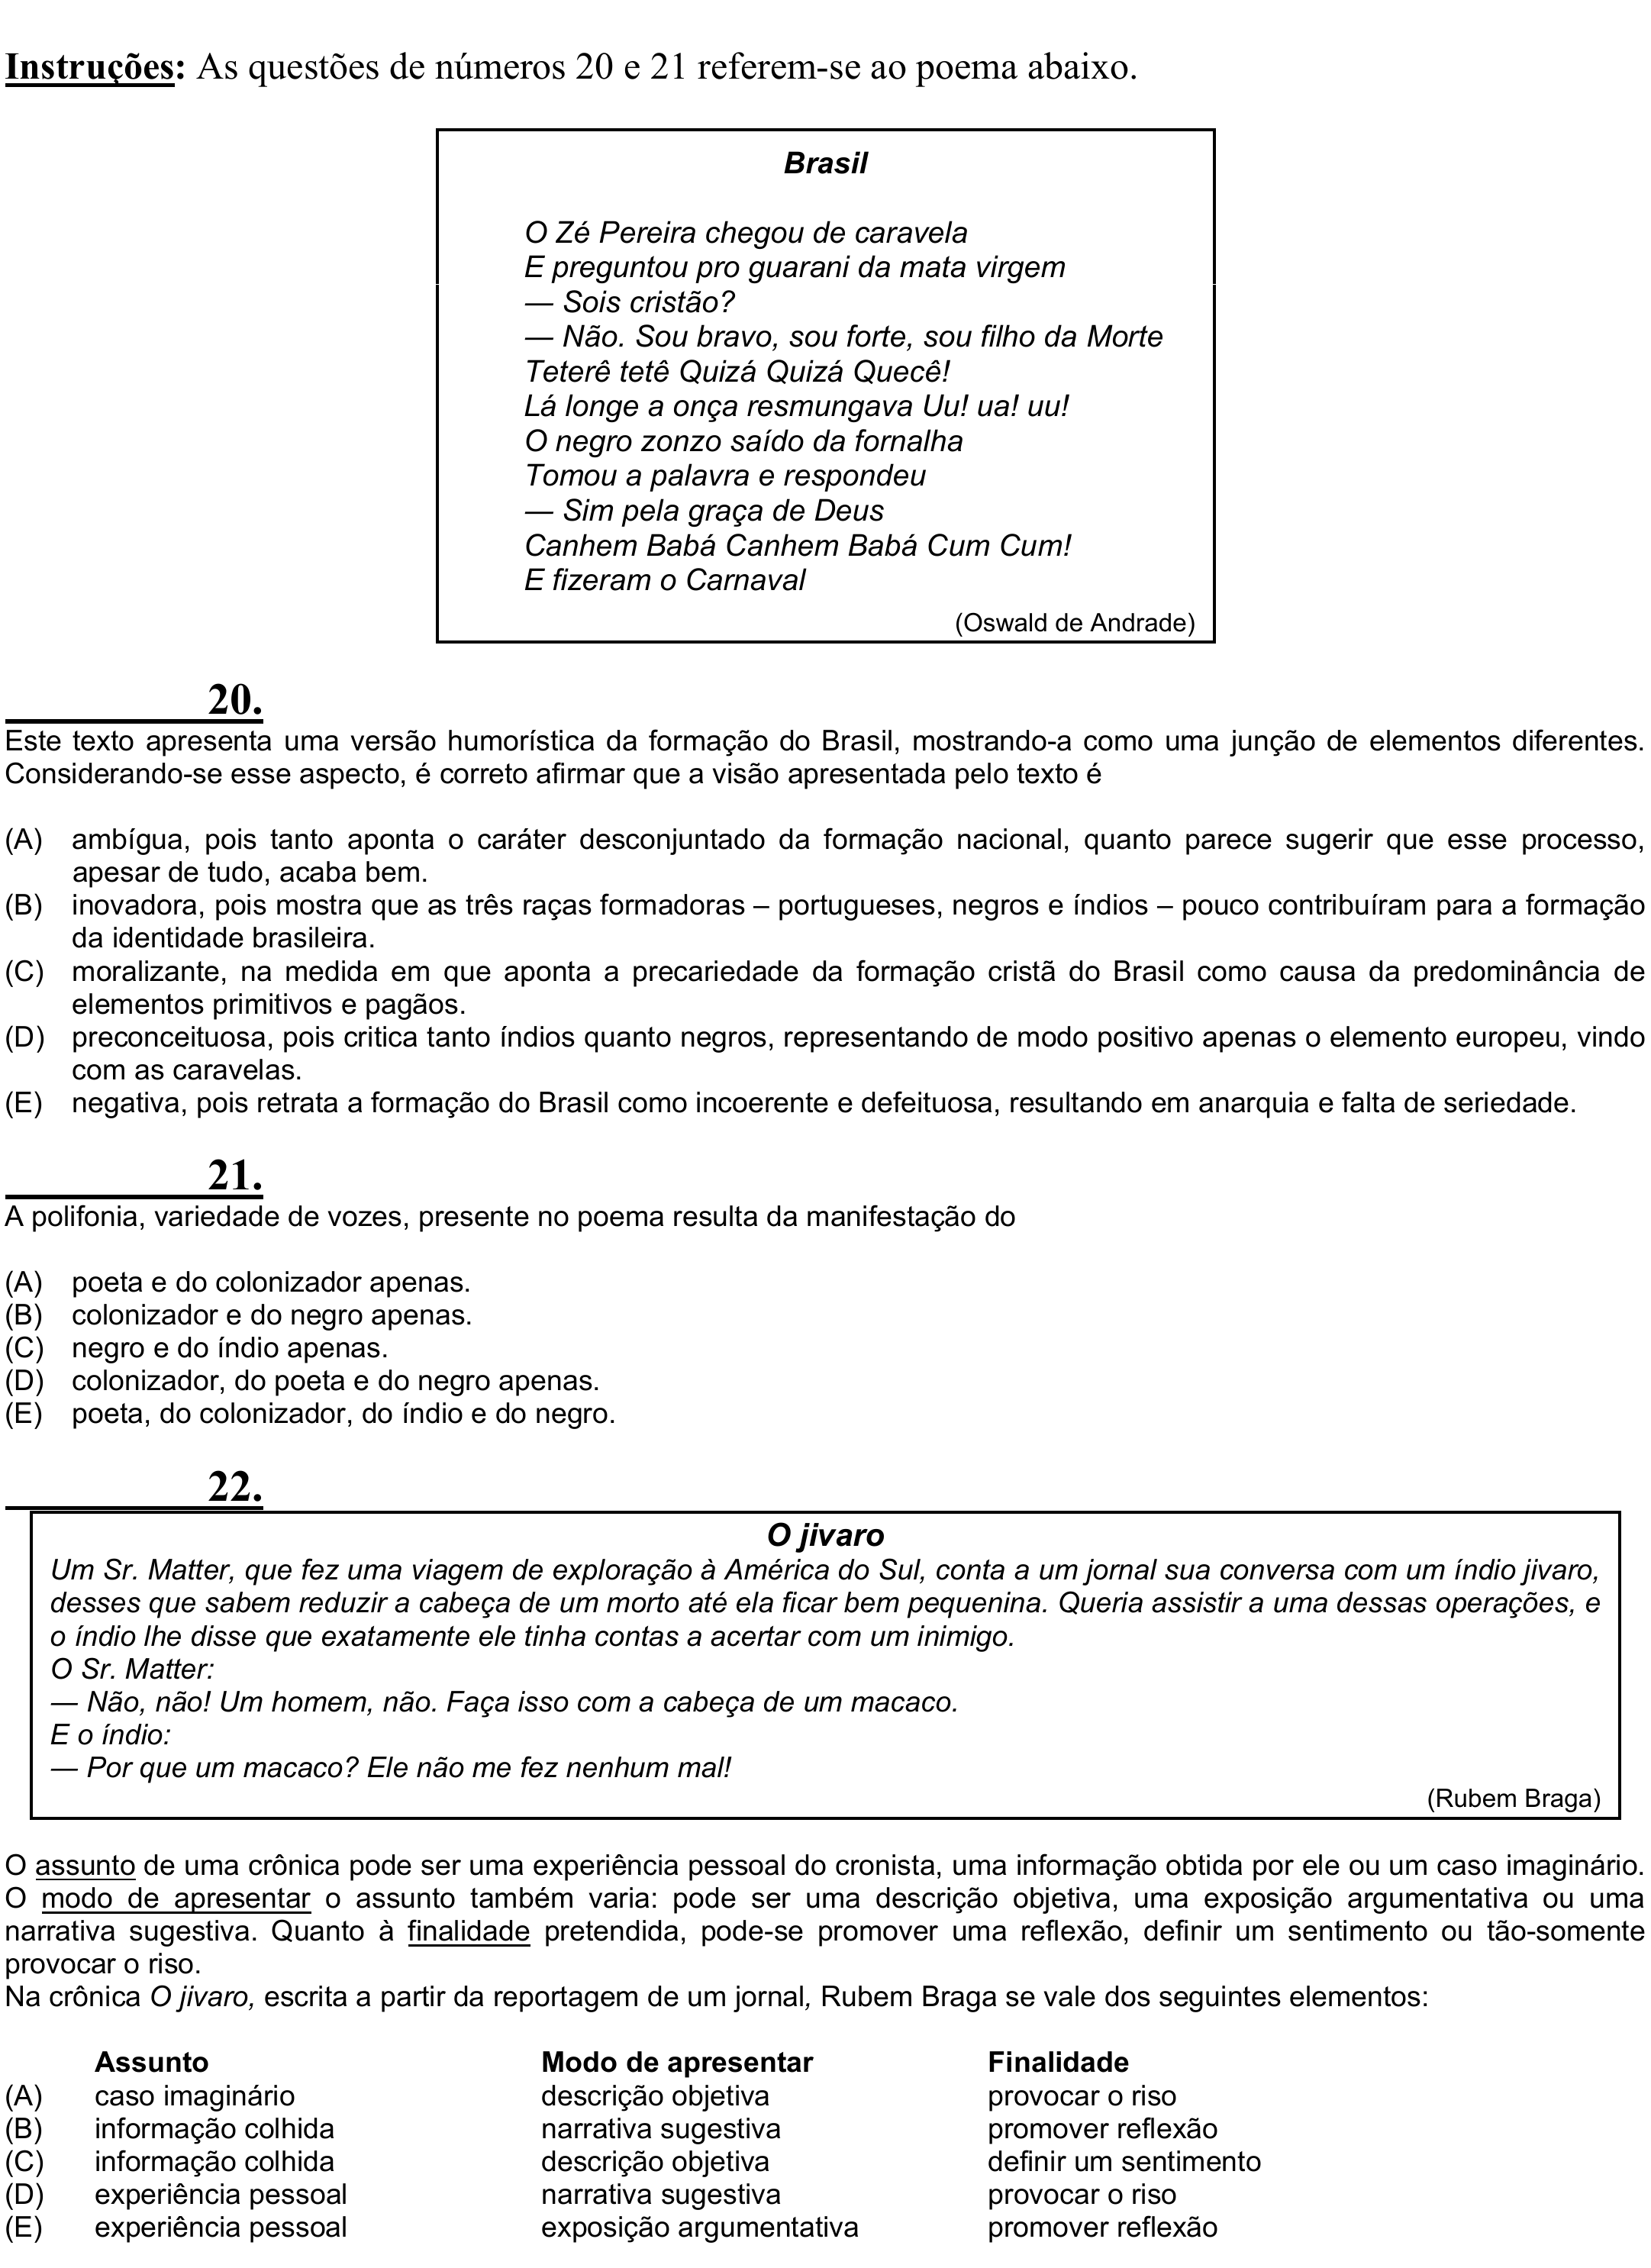 Instruções: As questões de números 20 e 21 referem-se ao poema abaixo.
Brasil
O Zé Pereira chegou de caravela
E preguntou pro guarani da mata virgem
— Sois cristão?
— Não. Sou bravo, sou forte, sou filho da Morte
Teterê tetê Quizá Quizá Quecê!
Lá longe a onça resmungava Uu! ua! uu!
O negro zonzo saído da fornalha
Tomou a palavra e respondeu
— Sim pela graça de Deus
Canhem Babá Canhem Babá Cum Cum!
E fizeram o Carnaval
(Oswald de Andrade)
20.
Este texto apresenta uma versão humorística da formação do Brasil, mostrando-a como uma junção de elementos diferentes.
Considerando-se esse aspecto, é correto afirmar que a visão apresentada pelo texto é
(A) ambígua, pois tanto aponta o caráter desconjuntado da formação nacional, quanto parece sugerir que esse processo,
apesar de tudo, acaba bem.
(B) inovadora, pois mostra que as três raças formadoras – portugueses, negros e índios – pouco contribuíram para a formação
da identidade brasileira.
(C) moralizante, na medida em que aponta a precariedade da formação cristã do Brasil como causa da predominância de
elementos primitivos e pagãos.
(D) preconceituosa, pois critica tanto índios quanto negros, representando de modo positivo apenas o elemento europeu, vindo
com as caravelas.
(E) negativa, pois retrata a formação do Brasil como incoerente e defeituosa, resultando em anarquia e falta de seriedade.
21.
A polifonia, variedade de vozes, presente no poema resulta da manifestação do
(A) poeta e do colonizador apenas.
(B) colonizador e do negro apenas.
(C) negro e do índio apenas.
(D) colonizador, do poeta e do negro apenas.
(E) poeta, do colonizador, do índio e do negro.
22.
O jivaro
Um Sr. Matter, que fez uma viagem de exploração à América do Sul, conta a um jornal sua conversa com um índio jivaro,
desses que sabem reduzir a cabeça de um morto até ela ficar bem pequenina. Queria assistir a uma dessas operações, e
o índio lhe disse que exatamente ele tinha contas a acertar com um inimigo.
O Sr. Matter:
— Não, não! Um homem, não. Faça isso com a cabeça de um macaco.
E o índio:
— Por que um macaco? Ele não me fez nenhum mal!
(Rubem Braga)
O assunto de uma crônica pode ser uma experiência pessoal do cronista, uma informação obtida por ele ou um caso imaginário.
O modo de apresentar o assunto também varia: pode ser uma descrição objetiva, uma exposição argumentativa ou uma
narrativa sugestiva. Quanto à finalidade pretendida, pode-se promover uma reflexão, definir um sentimento ou tão-somente
provocar o riso.
Na crônica O jivaro, escrita a partir da reportagem de um jornal, Rubem Braga se vale dos seguintes elementos:
Assunto Modo de apresentar Finalidade
(A) caso imaginário descrição objetiva provocar o riso
(B) informação colhida narrativa sugestiva promover reflexão
(C) informação colhida descrição objetiva definir um sentimento
(D) experiência pessoal narrativa sugestiva provocar o riso
(E) experiência pessoal exposição argumentativa promover reflexão